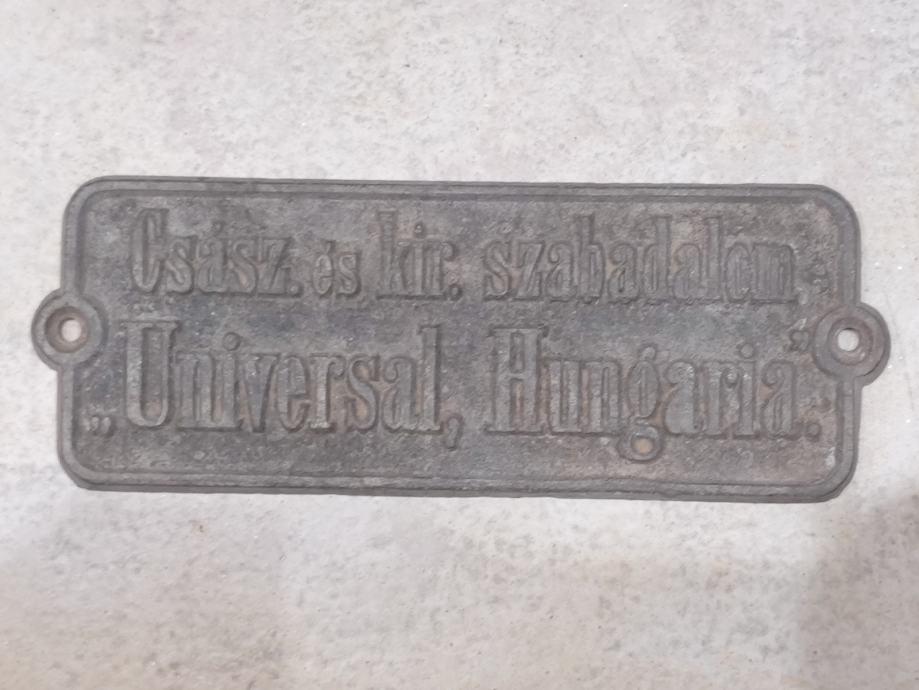 Csász. és kir. szabadalom,
„Universal, Hungaria”.